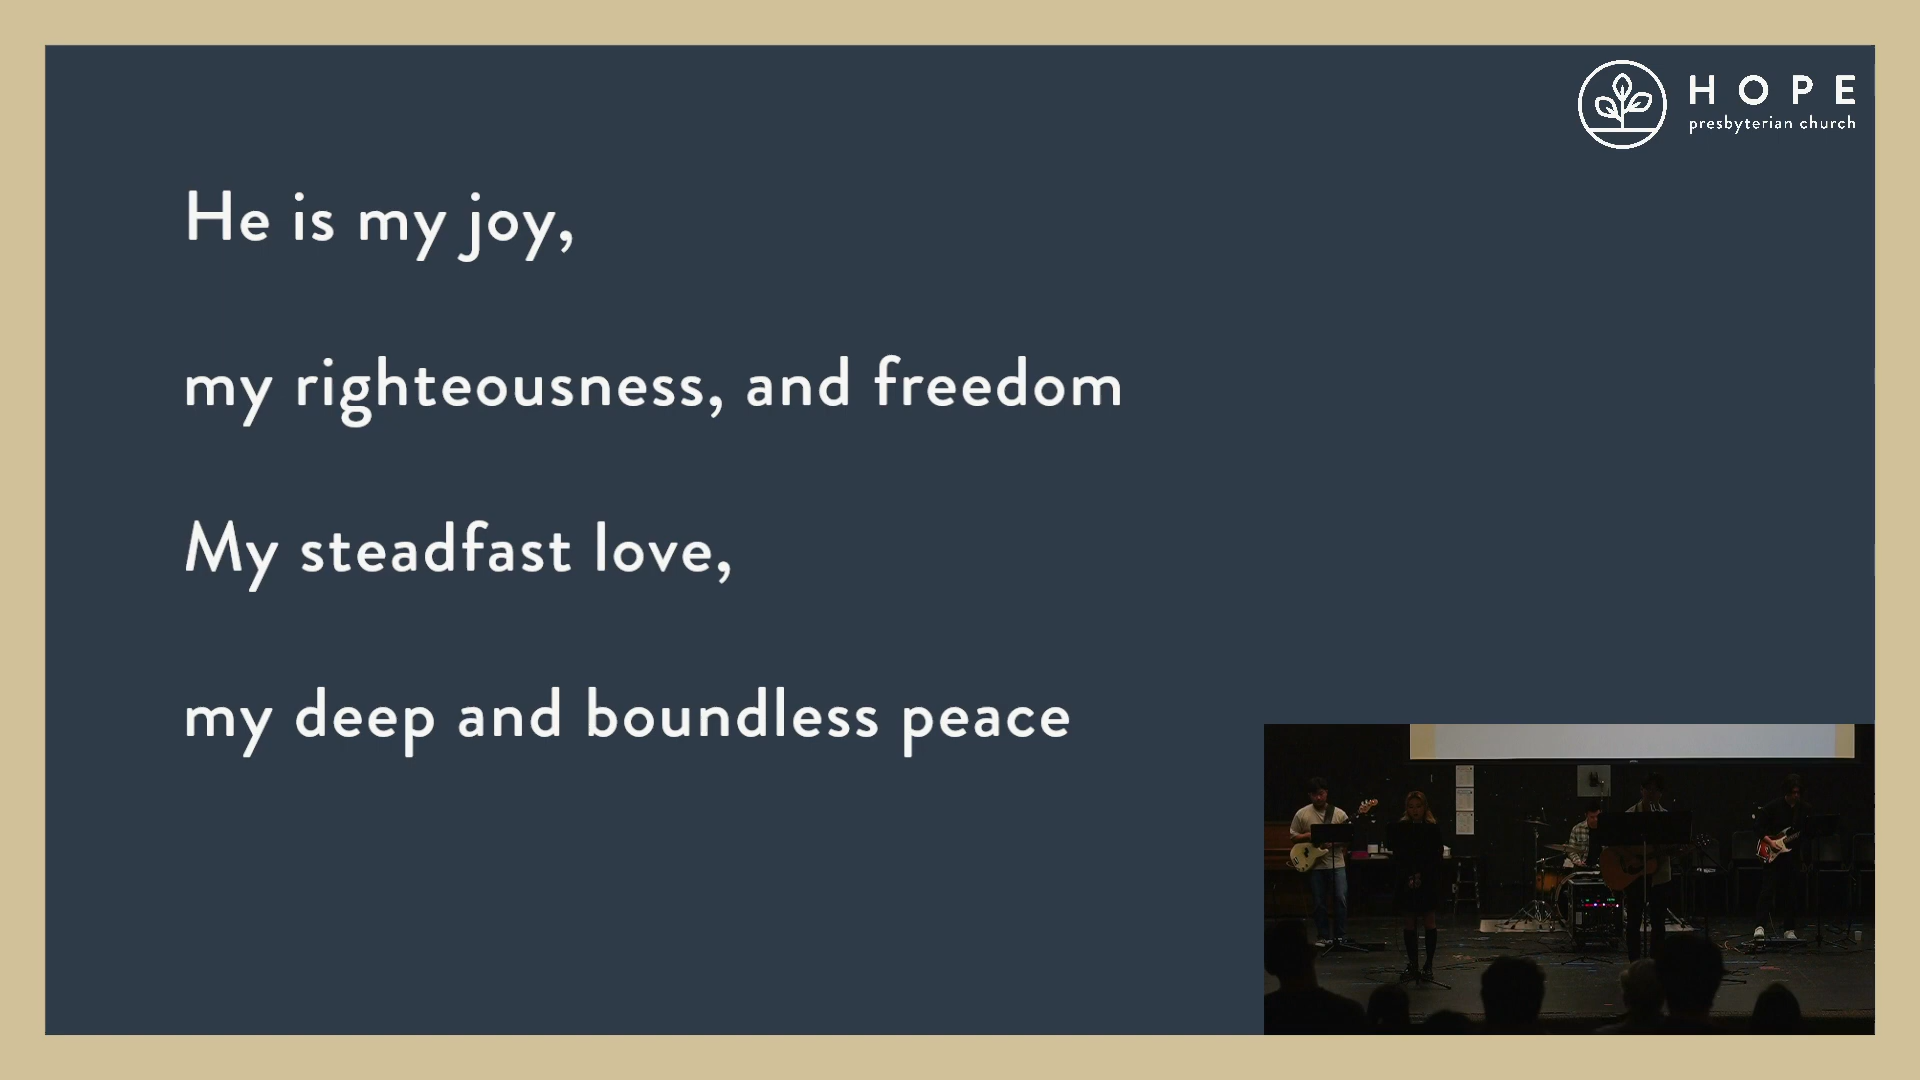 HOPE
presbyterian church
He is my joy,
my righteousness, and freedom
My steadfast love,
my deep and boundless peace